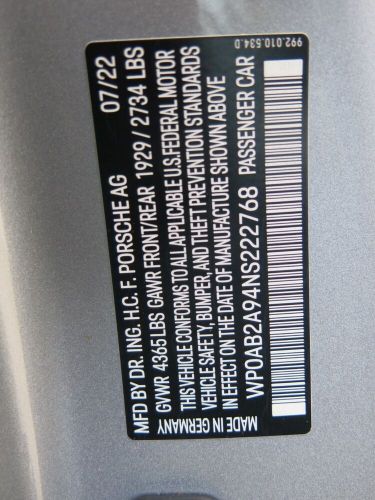 992.010.534.D
MFD BY DR. ING. H.C. F. PORSCHE AG 07/22
GVWR 4365 LBS GAWR FRONT/REAR 1929 / 2734 LBS
THIS VEHICLE CONFORMS TO ALL APPLICABLE U.S.FEDERAL MOTOR
VEHICLE SAFETY, BUMPER, AND THEFT PREVENTION STANDARDS
IN EFFECT ON THE DATE OF MANUFACTURE SHOWN ABOVE
WP0AB2A94NS222768 PASSENGER CAR
MADE IN GERMANY